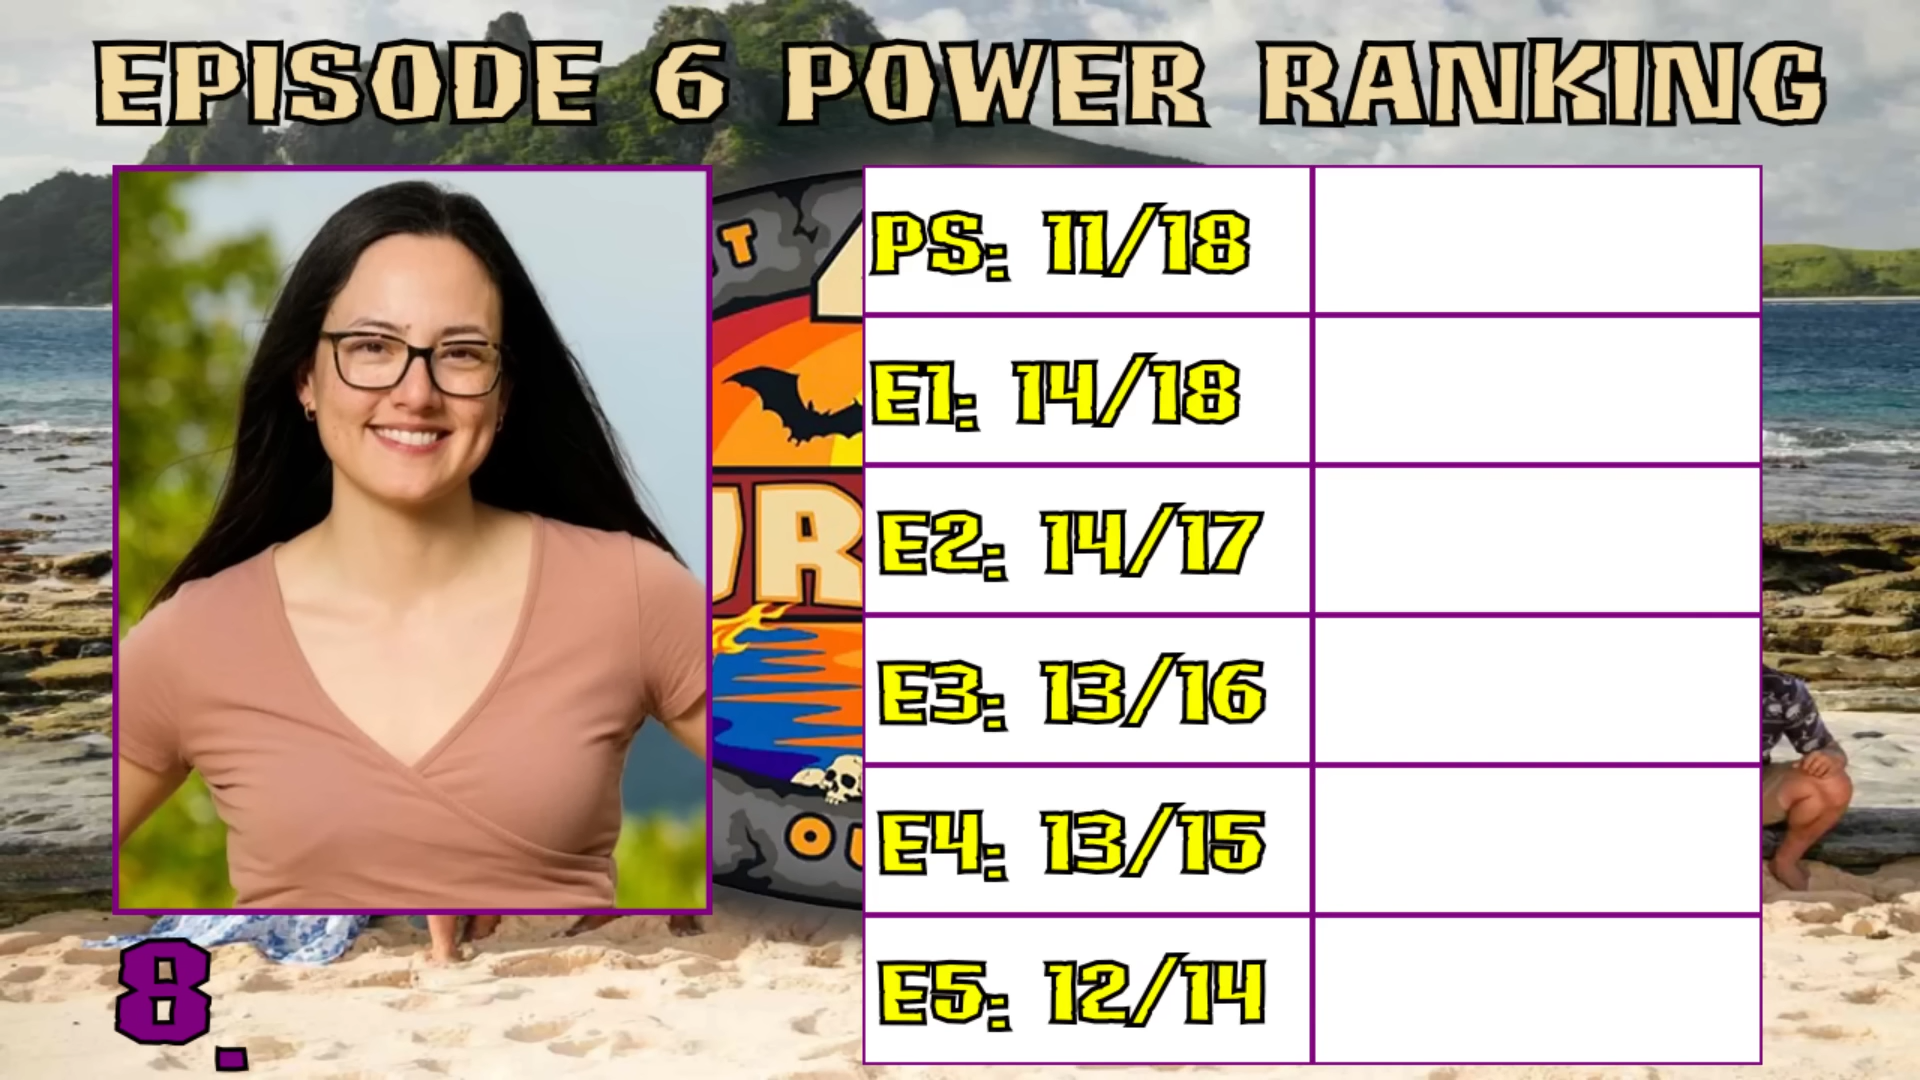 EPISODE 6 POWER RANKING
PS: 11/18
E1: 14/18
E2: 14/17
E3: 13/16
E4: 13/15
E5: 12/14
8.